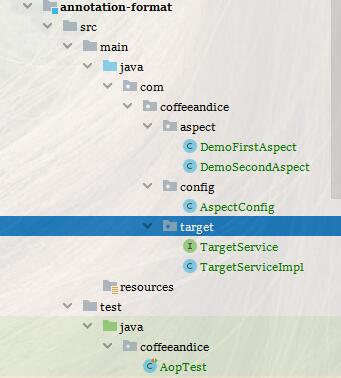 annotation-format
src
main
java
com
coffeeandice
aspect
DemoFirstAspect
DemoSecondAspect
config
AspectConfig
target
TargetService
TargetServiceImpl
resources
test
java
coffeeandice
AopTest